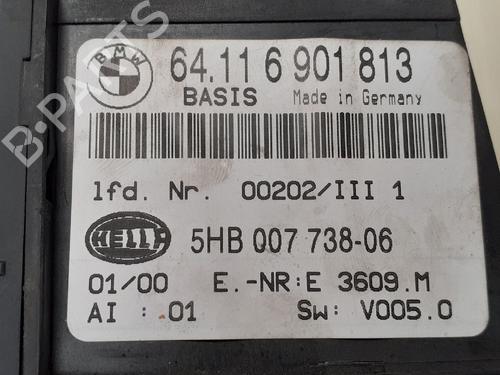 BMW
64.11 6 901 813
BASIS Made in Germany
lfd. Nr. 00202/III 1
HELLA
5HB 007 738-06
01/00 E.-NR:E 3609.M
AI : 01 Sw: V005.0
B-PARTS